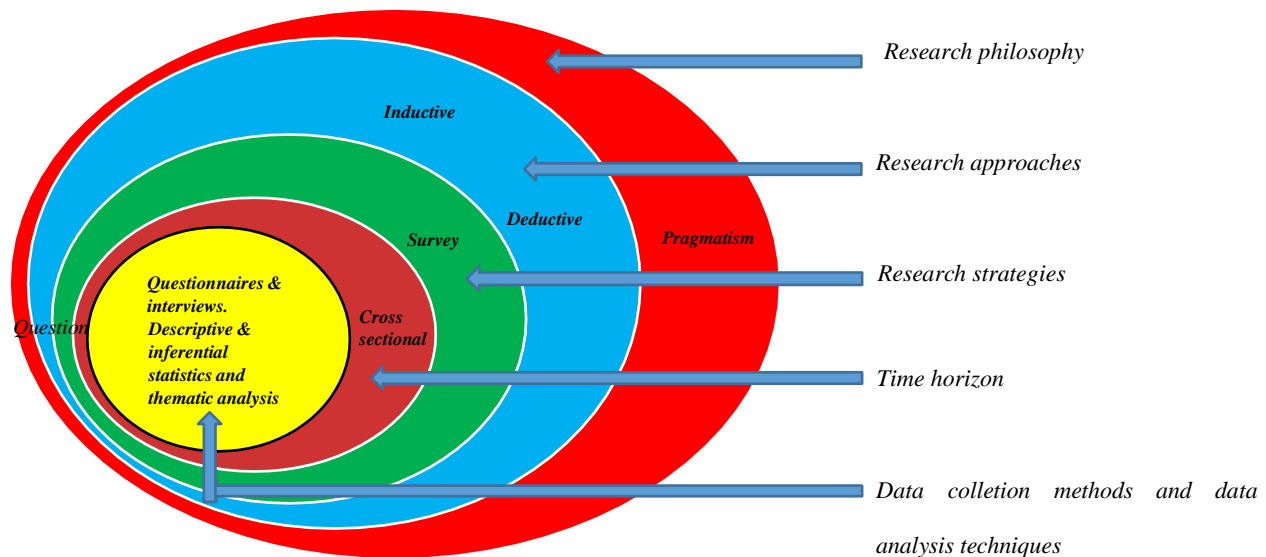 Research philosophy
Inductive
Research approaches
Deductive
Survey
Pragmatism
Research strategies
Questionnaires &
interviews.
Descriptive &
inferential
statistics and
thematic analysis
Question
Cross
sectional
Time horizon
Data colletion methods and data
analysis techniques